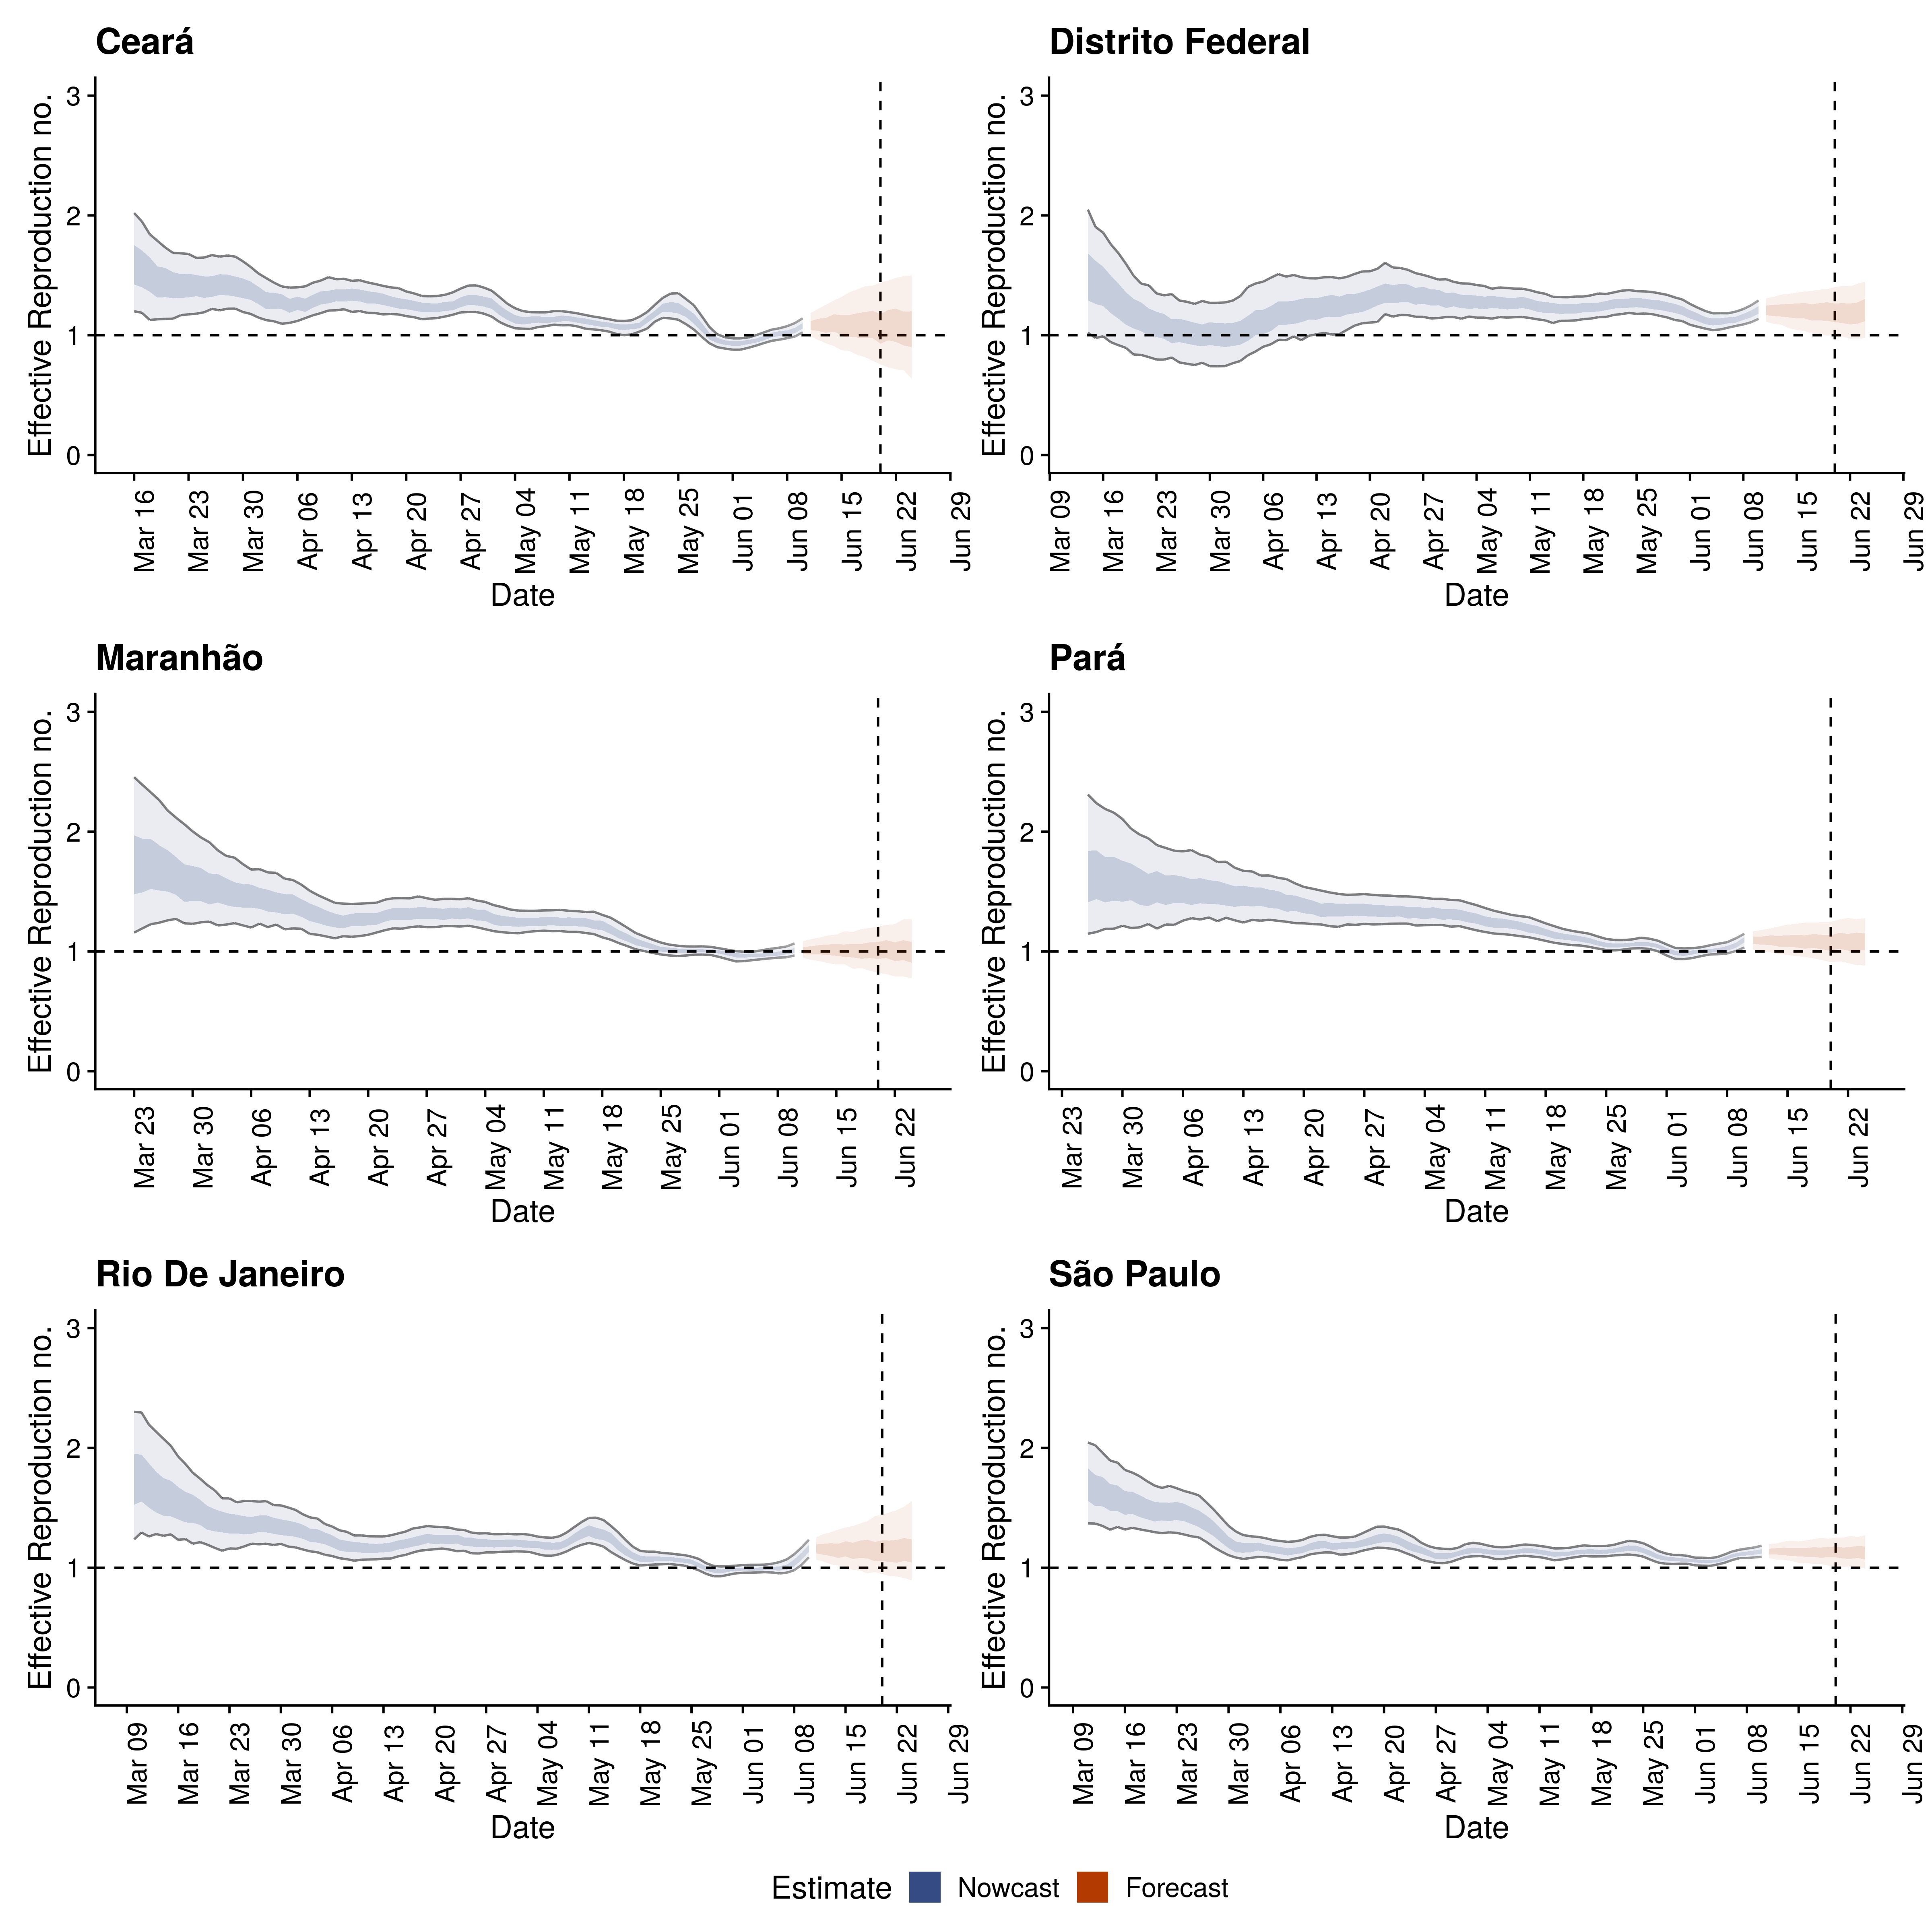 Ceará
Effective Reproduction no.
3
2
1
0
Mar 16
Mar 23
Mar 30
Apr 06
Apr 13
Apr 20
Apr 27
May 04
May 11
May 18
May 25
Jun 01
Jun 08
Jun 15
Jun 22
Jun 29
Date
Distrito Federal
Effective Reproduction no.
3
2
1
0
Mar 09
Mar 16
Mar 23
Mar 30
Apr 06
Apr 13
Apr 20
Apr 27
May 04
May 11
May 18
May 25
Jun 01
Jun 08
Jun 15
Jun 22
Jun 29
Date
Maranhão
Effective Reproduction no.
3
2
1
0
Mar 23
Mar 30
Apr 06
Apr 13
Apr 20
Apr 27
May 04
May 11
May 18
May 25
Jun 01
Jun 08
Jun 15
Jun 22
Date
Pará
Effective Reproduction no.
3
2
1
0
Mar 23
Mar 30
Apr 06
Apr 13
Apr 20
Apr 27
May 04
May 11
May 18
May 25
Jun 01
Jun 08
Jun 15
Jun 22
Date
Rio De Janeiro
Effective Reproduction no.
3
2
1
0
Mar 09
Mar 16
Mar 23
Mar 30
Apr 06
Apr 13
Apr 20
Apr 27
May 04
May 11
May 18
May 25
Jun 01
Jun 08
Jun 15
Jun 22
Jun 29
Date
São Paulo
Effective Reproduction no.
3
2
1
0
Mar 09
Mar 16
Mar 23
Mar 30
Apr 06
Apr 13
Apr 20
Apr 27
May 04
May 11
May 18
May 25
Jun 01
Jun 08
Jun 15
Jun 22
Jun 29
Date
Estimate Nowcast Forecast